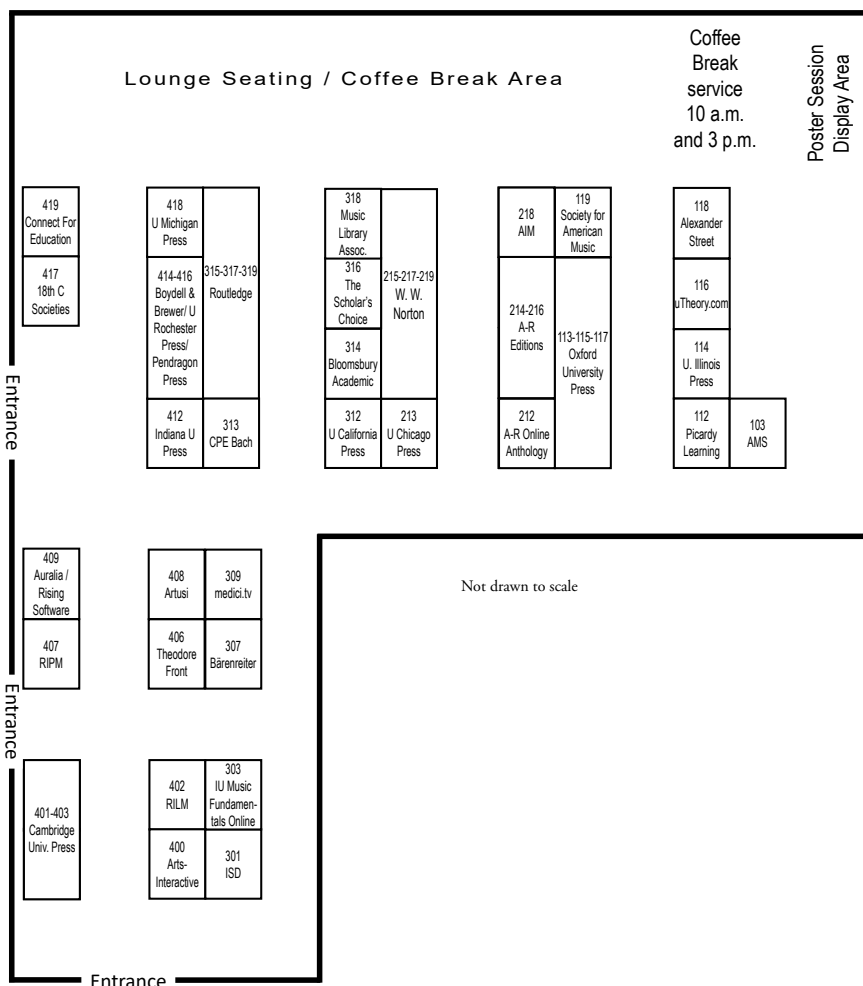 Lounge Seating / Coffee Break Area
Coffee
Break
service
10 a.m.
and 3 p.m.
Poster Session
Display Area
419
Connect For
Education
417
18th C
Societies
418
U Michigan
Press
414-416
Boydell &
Brewer/ U
Rochester
Press/
Pendragon
Press
412
Indiana U
Press
315-317-319
Routledge
313
CPE Bach
318
Music
Library
Assoc.
316
The
Scholar's
Choice
314
Bloomsbury
Academic
312
U California
Press
215-217-219
W. W.
Norton
213
U Chicago
Press
218
AIM
214-216
A-R
Editions
212
A-R Online
Anthology
119
Society for
American
Music
113-115-117
Oxford
University
Press
118
Alexander
Street
116
uTheory.com
114
U. Illinois
Press
112
Picardy
Learning
103
AMS
Entrance
409
Auralia /
Rising
Software
407
RIPM
408
Artusi
406
Theodore
Front
309
medici.tv
307
Bärenreiter
Not drawn to scale
Entrance
401-403
Cambridge
Univ. Press
402
RILM
400
Arts-
Interactive
303
IU Music
Fundamen-
tals Online
301
ISD
Entrance